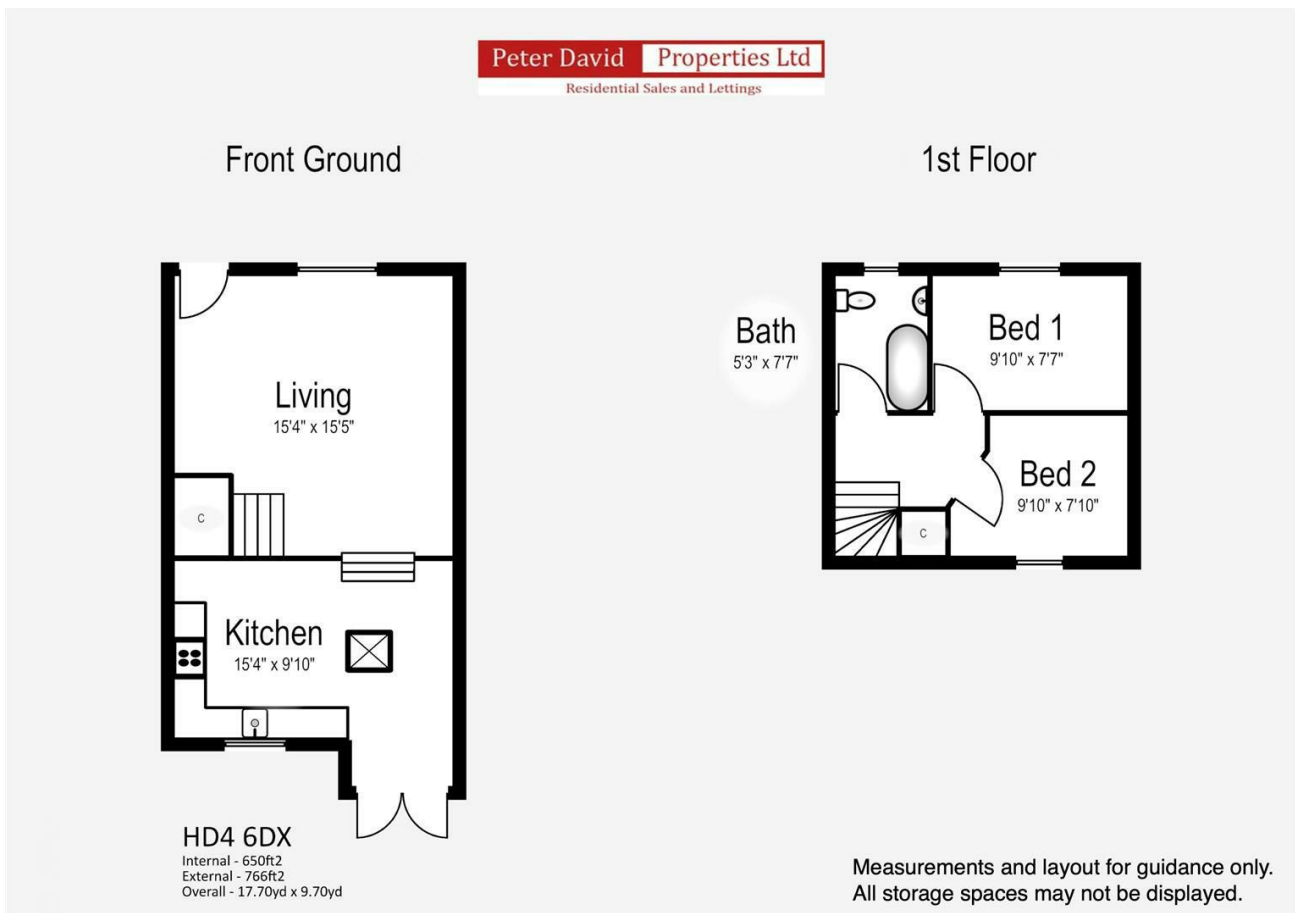 Peter David Properties Ltd
Residential Sales and Lettings
Front Ground
1st Floor
Living
15'4" x 15'5"
C
Kitchen
15'4" x 9'10"
Bath
5'3" x 7'7"
Bed 1
9'10" x 7'7"
Bed 2
9'10" x 7'10"
C
HD4 6DX
Internal - 650ft2
External - 766ft2
Overall - 17.70yd x 9.70yd
Measurements and layout for guidance only.
All storage spaces may not be displayed.